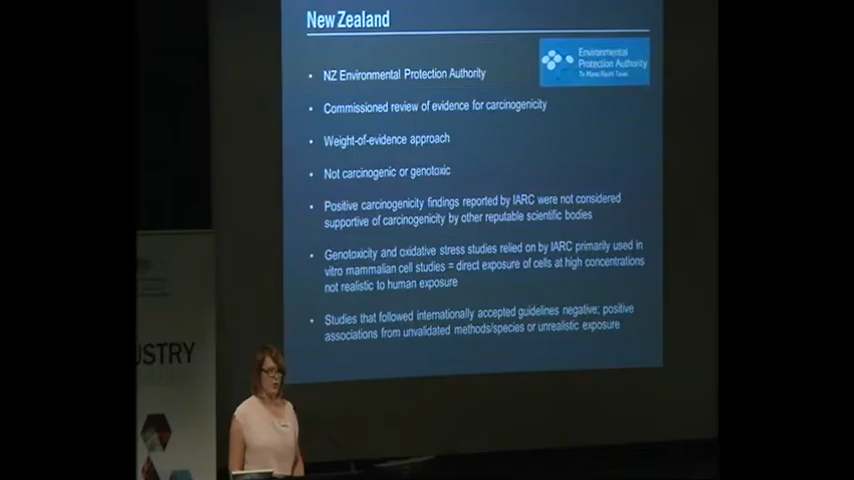 New Zealand
Environmental
Protection Authority
• NZ Environmental Protection Authority
• Commissioned review of evidence for carcinogenicity
• Weight-of-evidence approach
• Not carcinogenic or genotoxic
• Positive carcinogenicity findings reported by IARC were not considered
supportive of carcinogenicity by other reputable scientific bodies
• Genotoxicity and oxidative stress studies relied on by IARC primarily used in
vitro mammalian cell studies = direct exposure of cells at high concentrations
not realistic to human exposure
• Studies that followed internationally accepted guidelines negative; positive
associations from unvalidated methods/species or unrealistic exposure
USTRY